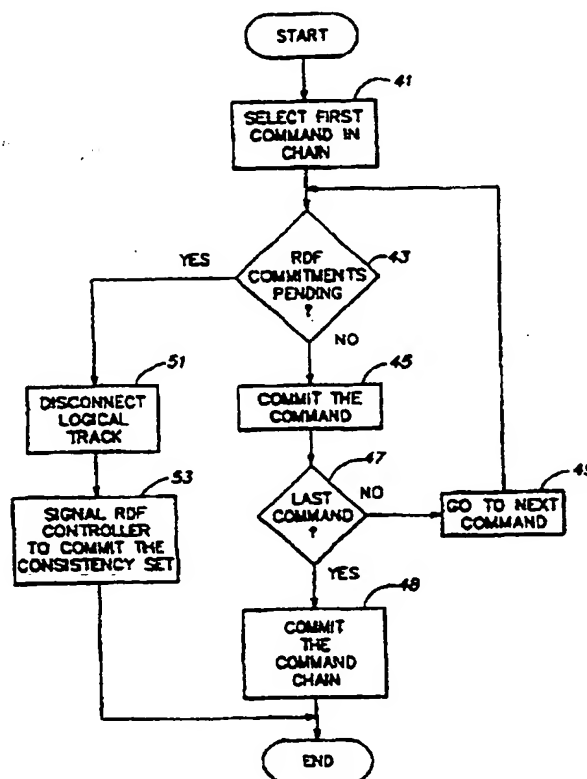 START
41
SELECT FIRST
COMMAND IN
CHAIN
RDF
COMMITMENTS
PENDING
?
43
YES
NO
51
DISCONNECT
LOGICAL
TRACK
45
COMMIT THE
COMMAND
53
SIGNAL RDF
CONTROLLER
TO COMMIT THE
CONSISTENCY SET
47
LAST
COMMAND
?
NO
49
GO TO NEXT
COMMAND
YES
48
COMMIT
THE
COMMAND
CHAIN
END